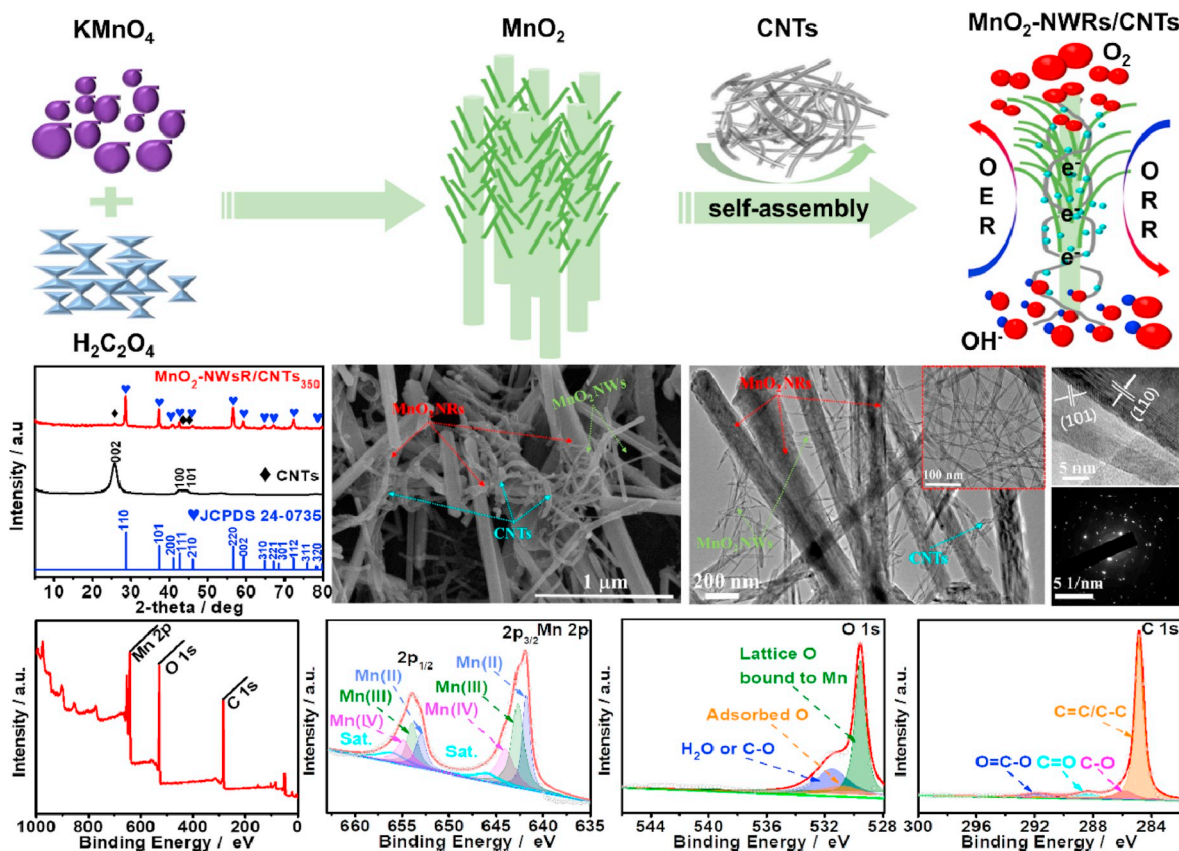 KMnO4
MnO2
CNTs
MnO2-NWRs/CNTs
O2
OER
e-
e-
e-
ORR
self-assembly
H2C2O4
OH-
MnO2-NWsR/CNTs350
002
100
101
CNTs
JCPDS 24-0735
110
101
200
111
210
220
002
310
221
301
112
311
320
Intensity / a.u
10 20 30 40 50 60 70 80
2-theta / deg
MnO2NRs
MnO2NWs
CNTs
1 μm
MnO2NRs
100 nm
MnO2NWs
CNTs
200 nm
(101)
(110)
5 nm
5 1/nm
Mn 2p
O 1s
C 1s
Intensity / a.u.
1000 800 600 400 200 0
Binding Energy / eV
2p3/2 Mn 2p
2p1/2
Mn(II)
Mn(II)
Mn(III)
Mn(III)
Mn(IV)
Mn(IV)
Sat.
Sat.
Intensity / a.u.
660 655 650 645 640 635
Binding Energy / eV
O 1s
Lattice O
bound to Mn
Adsorbed O
H2O or C-O
Intensity / a.u.
544 540 536 532 528
Binding Energy / eV
C 1s
C=C/C-C
O=C-O
C=O
C-O
Intensity / a.u.
300 296 292 288 284
Binding Energy / eV